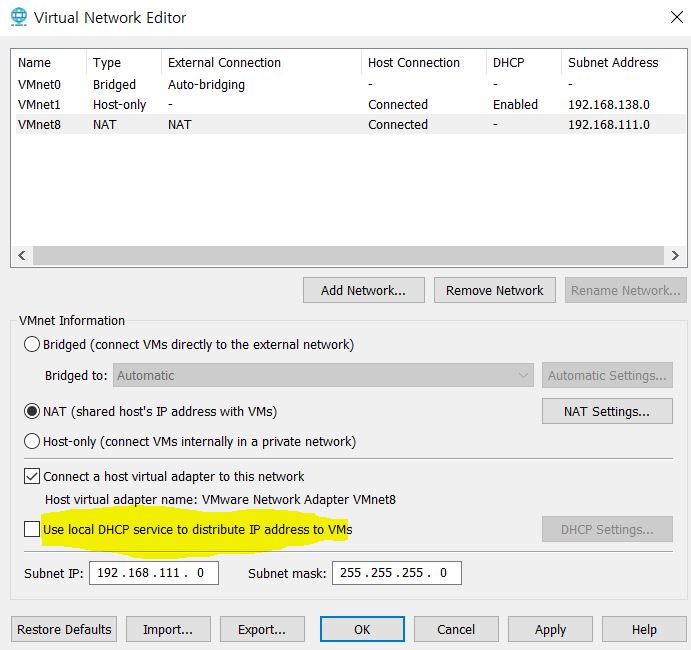 Virtual Network Editor
Name Type External Connection Host Connection DHCP Subnet Address
VMnet0 Bridged Auto-bridging - - -
VMnet1 Host-only - Connected Enabled 192.168.138.0
VMnet8 NAT NAT Connected - 192.168.111.0
Add Network... Remove Network Rename Network...
VMnet Information
Bridged (connect VMs directly to the external network)
Bridged to: Automatic Automatic Settings...
NAT (shared host's IP address with VMs) NAT Settings...
Host-only (connect VMs internally in a private network)
Connect a host virtual adapter to this network
Host virtual adapter name: VMware Network Adapter VMnet8
Use local DHCP service to distribute IP address to VMs DHCP Settings...
Subnet IP: 192 . 168 . 111 . 0 Subnet mask: 255 . 255 . 255 . 0
Restore Defaults Import... Export... OK Cancel Apply Help